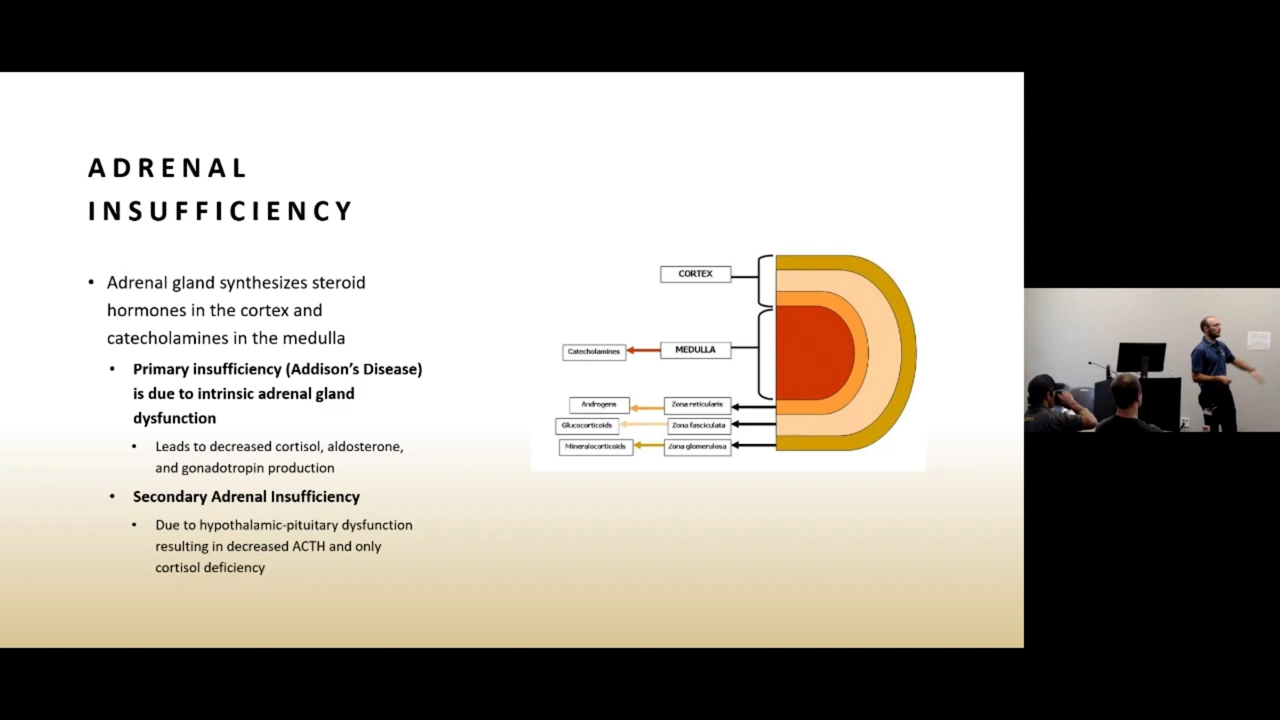 ADRENAL
INSUFFICIENCY
• Adrenal gland synthesizes steroid
hormones in the cortex and
catecholamines in the medulla
• Primary insufficiency (Addison's Disease)
is due to intrinsic adrenal gland
dysfunction
• Leads to decreased cortisol, aldosterone,
and gonadotropin production
• Secondary Adrenal Insufficiency
• Due to hypothalamic-pituitary dysfunction
resulting in decreased ACTH and only
cortisol deficiency
CORTEX
Catecholamines
MEDULLA
Androgens
Zona reticularis
Glucocorticoids
Zona fasciculata
Mineralocorticoids
Zona glomerulosa